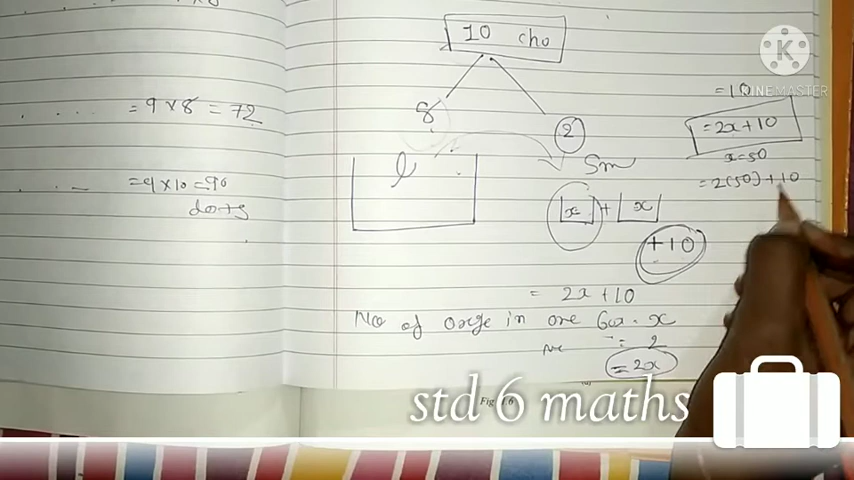 = 9 × 8 = 72
= 9 × 10 = 90
dots
10 cho
8
2
l
Sm
x + x
+10
= 2x + 10
No of orge in one box = x
= 2
= 2x
= 10
= 2x + 10
x = 50
= 2(50) + 10
KINEMASTER
Fig
std 6 maths